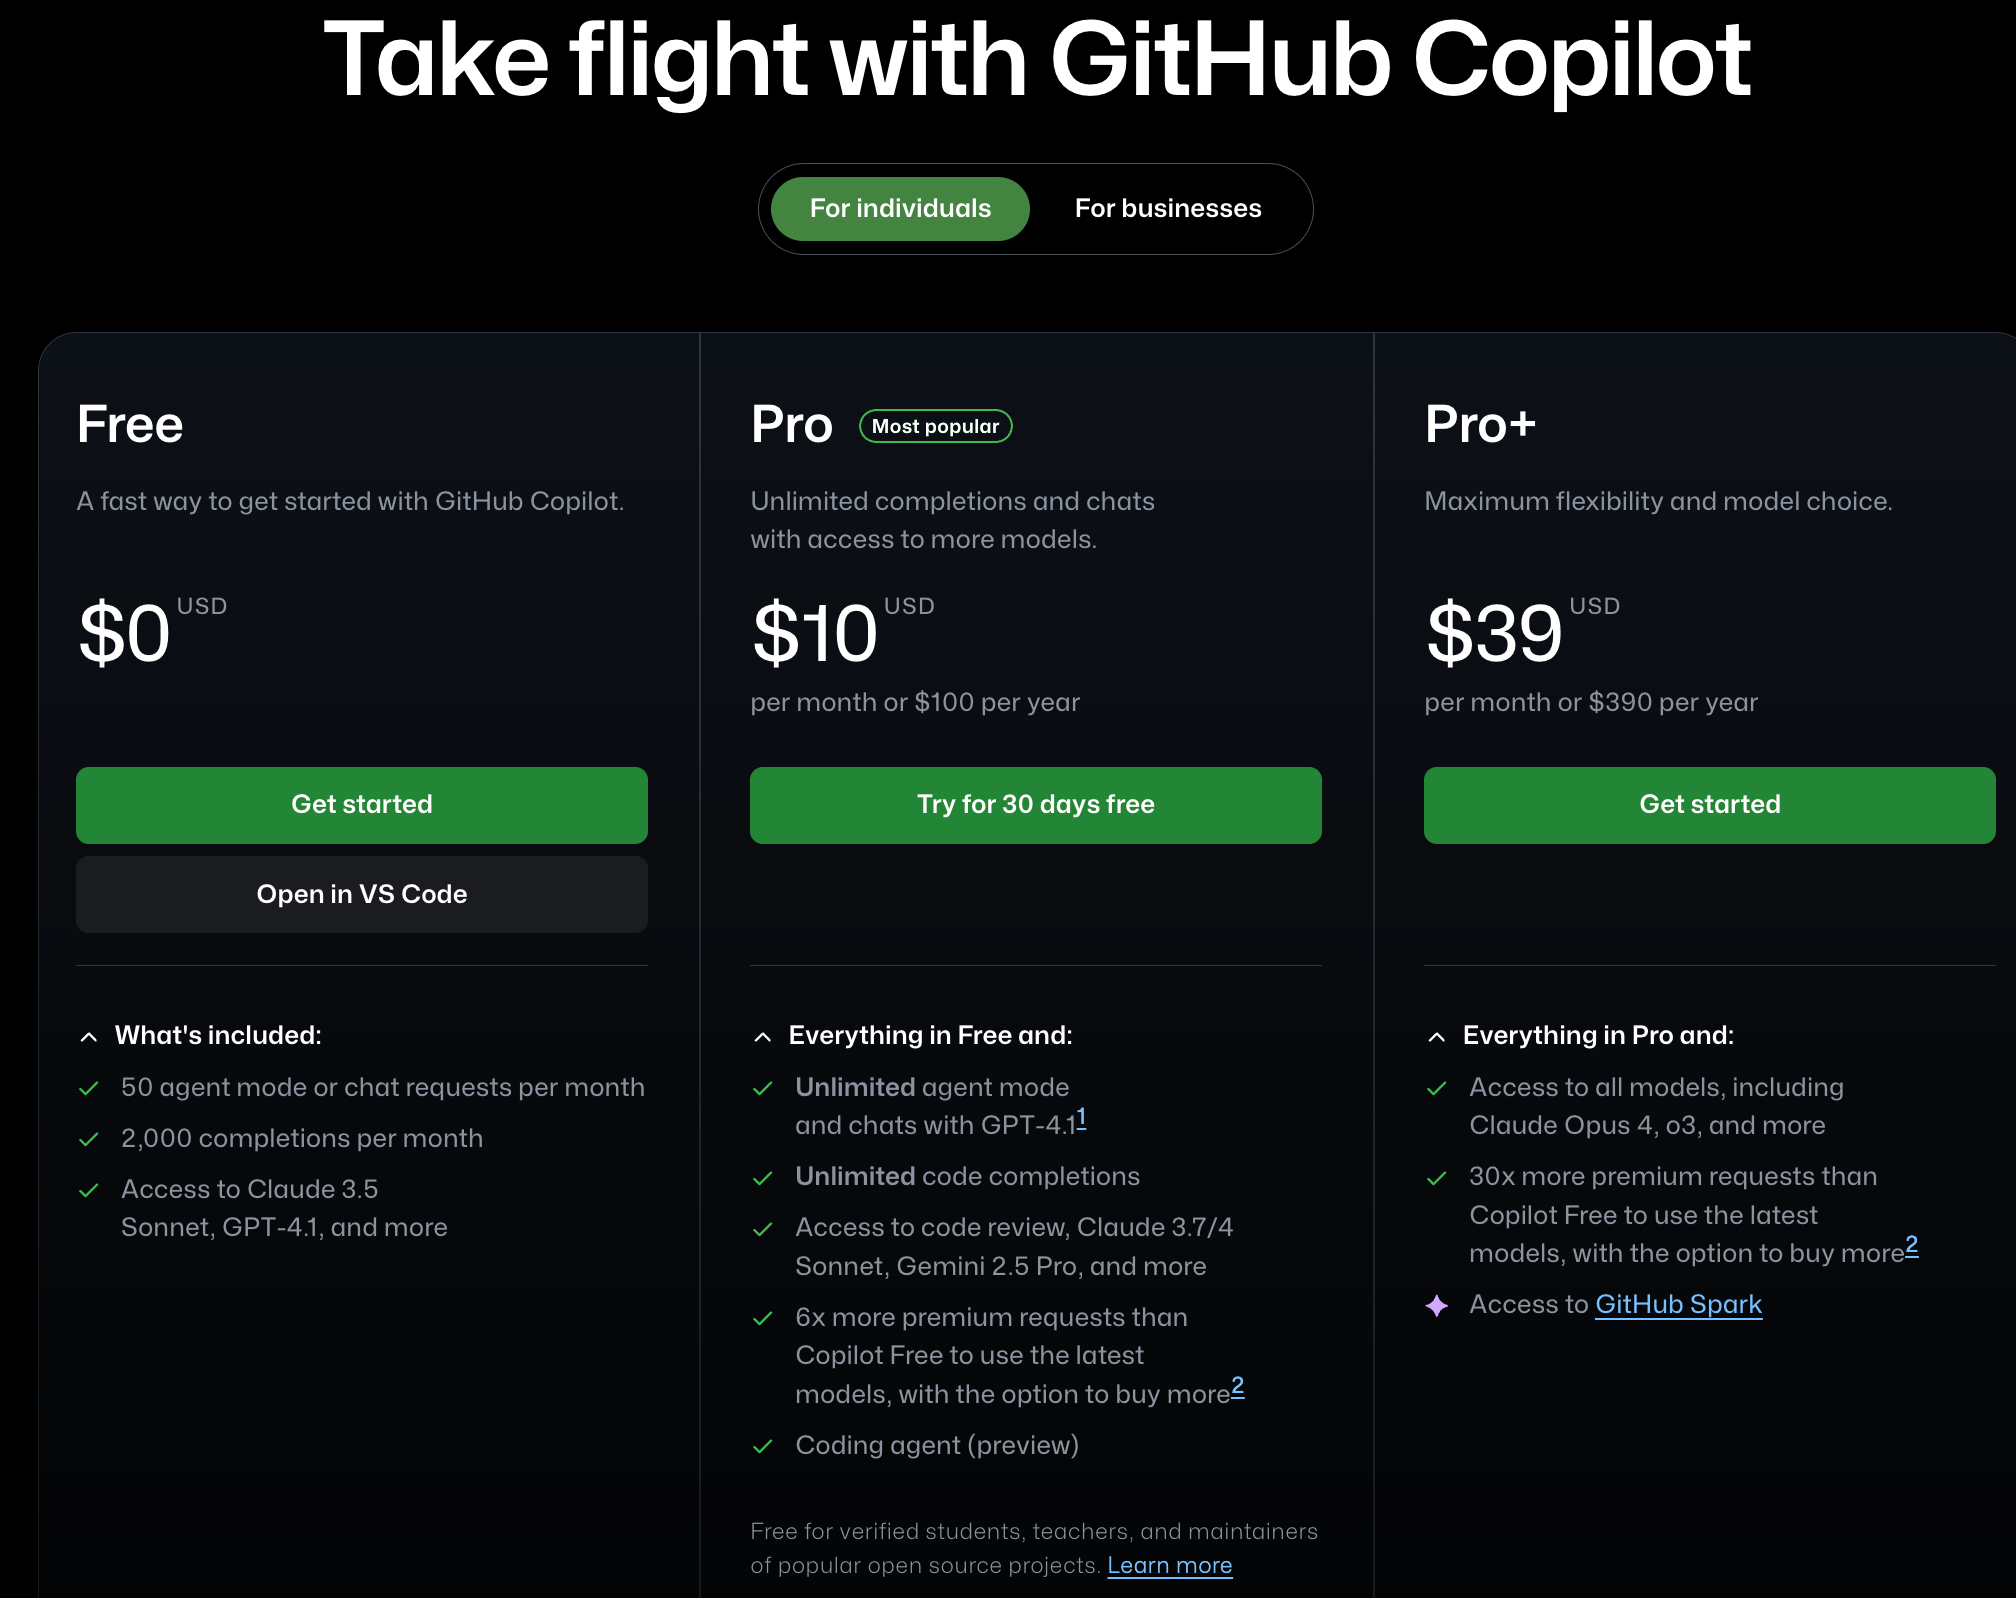 Take flight with GitHub Copilot
For individuals
For businesses
Free
A fast way to get started with GitHub Copilot.
$0 USD
Get started
Open in VS Code
What's included:
50 agent mode or chat requests per month
2,000 completions per month
Access to Claude 3.5
Sonnet, GPT-4.1, and more
Pro
Most popular
Unlimited completions and chats
with access to more models.
$10 USD
per month or $100 per year
Try for 30 days free
Everything in Free and:
Unlimited agent mode
and chats with GPT-4.1 1
Unlimited code completions
Access to code review, Claude 3.7/4
Sonnet, Gemini 2.5 Pro, and more
6x more premium requests than
Copilot Free to use the latest
models, with the option to buy more 2
Coding agent (preview)
Free for verified students, teachers, and maintainers
of popular open source projects. Learn more
Pro+
Maximum flexibility and model choice.
$39 USD
per month or $390 per year
Get started
Everything in Pro and:
Access to all models, including
Claude Opus 4, o3, and more
30x more premium requests than
Copilot Free to use the latest
models, with the option to buy more 2
Access to GitHub Spark